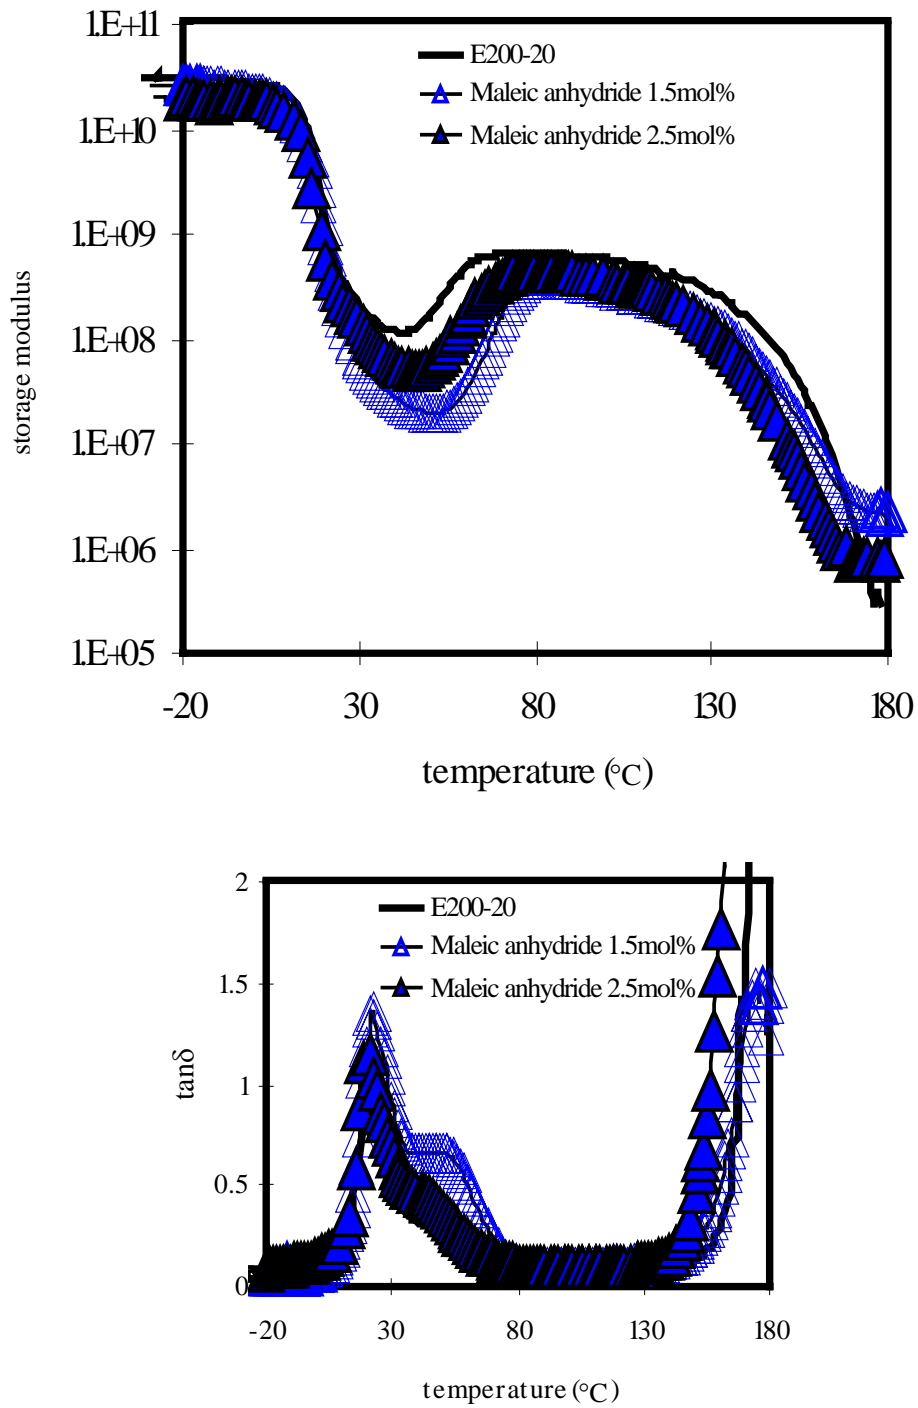 1.E+11
E200-20
Maleic anhydride 1.5mol%
Maleic anhydride 2.5mol%
1.E+10
1.E+09
1.E+08
1.E+07
1.E+06
1.E+05
storage modulus
-20 30 80 130 180
temperature (°C)
2
E200-20
Maleic anhydride 1.5mol%
Maleic anhydride 2.5mol%
1.5
1
0.5
0
tanδ
-20 30 80 130 180
temperature (°C)